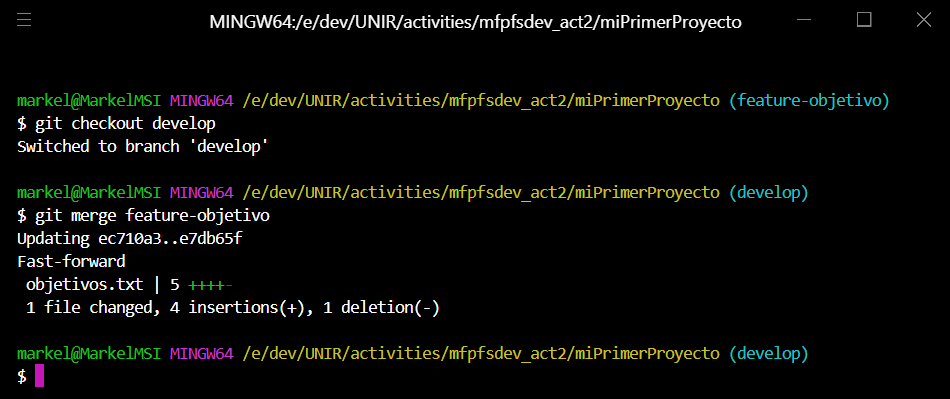 MINGW64:/e/dev/UNIR/activities/mfpfsdev_act2/miPrimerProyecto
markel@MarkelMSI MINGW64 /e/dev/UNIR/activities/mfpfsdev_act2/miPrimerProyecto (feature-objetivo)
$ git checkout develop
Switched to branch 'develop'
markel@MarkelMSI MINGW64 /e/dev/UNIR/activities/mfpfsdev_act2/miPrimerProyecto (develop)
$ git merge feature-objetivo
Updating ec710a3..e7db65f
Fast-forward
 objetivos.txt | 5 ++++-
 1 file changed, 4 insertions(+), 1 deletion(-)
markel@MarkelMSI MINGW64 /e/dev/UNIR/activities/mfpfsdev_act2/miPrimerProyecto (develop)
$